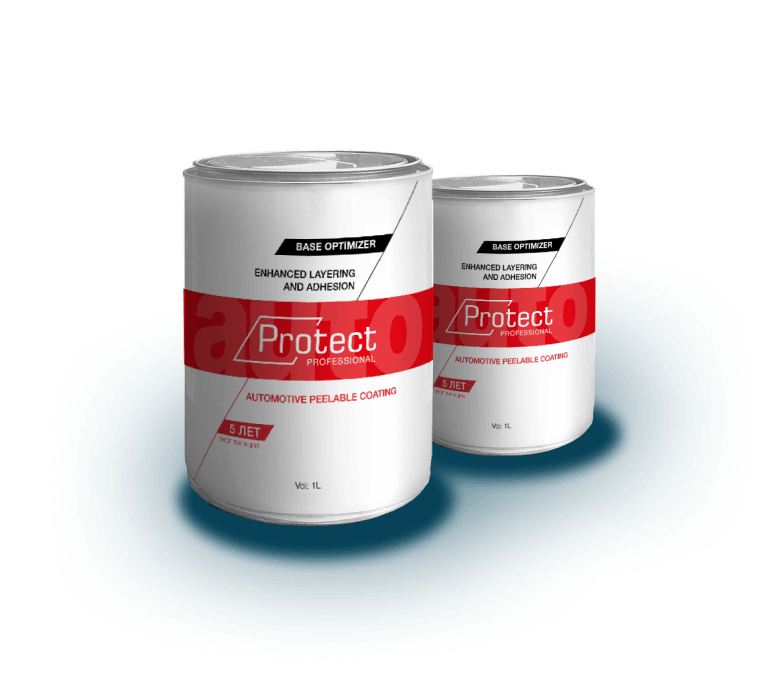 BASE OPTIMIZER
ENHANCED LAYERING
AND ADHESION
auto
Protect
PROFESSIONAL
AUTOMOTIVE PEELABLE COATING
5 ЛЕТ
Vol: 1L
BASE OPTIMIZER
ENHANCED LAYERING
AND ADHESION
auto
Protect
PROFESSIONAL
AUTOMOTIVE PEELABLE COATING
5 ЛЕТ
Vol: 1L